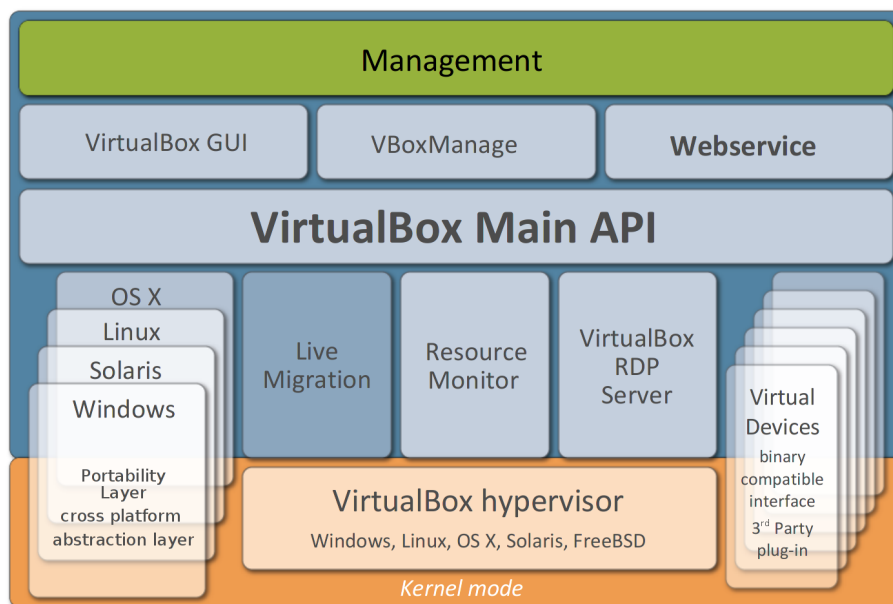 Management
VirtualBox GUI
VBoxManage
Webservice
VirtualBox Main API
OS X
Linux
Solaris
Windows
Portability
Layer
cross platform
abstraction layer
Live
Migration
Resource
Monitor
VirtualBox
RDP
Server
Virtual
Devices
binary
compatible
interface
3rd Party
plug-in
VirtualBox hypervisor
Windows, Linux, OS X, Solaris, FreeBSD
Kernel mode